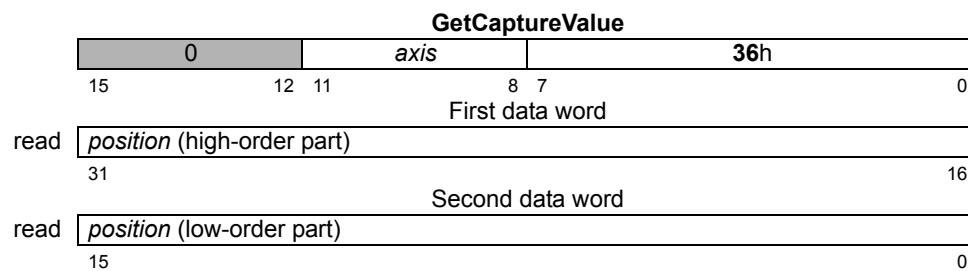 GetCaptureValue
0 axis 36h
15 12 11 8 7 0
First data word
read position (high-order part)
31 16
Second data word
read position (low-order part)
15 0